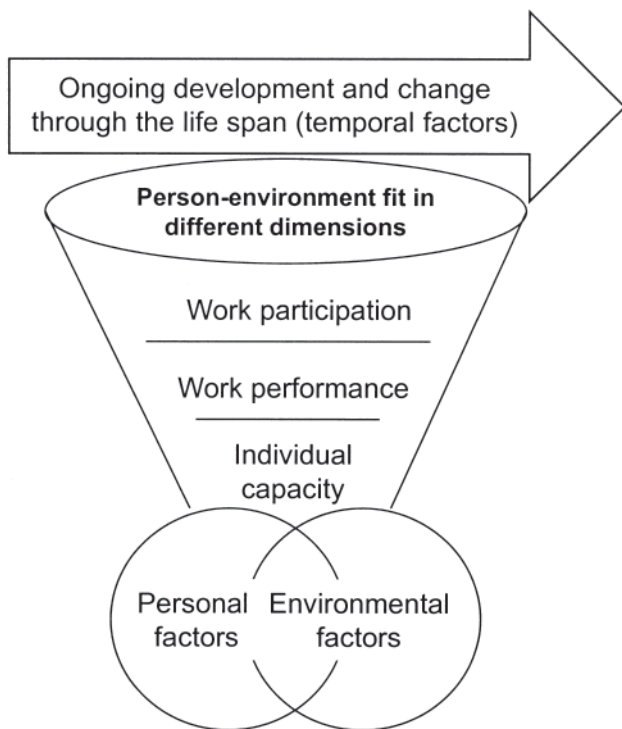 Ongoing development and change
through the life span (temporal factors)
Person-environment fit in
different dimensions
Work participation
Work performance
Individual
capacity
Personal
factors
Environmental
factors